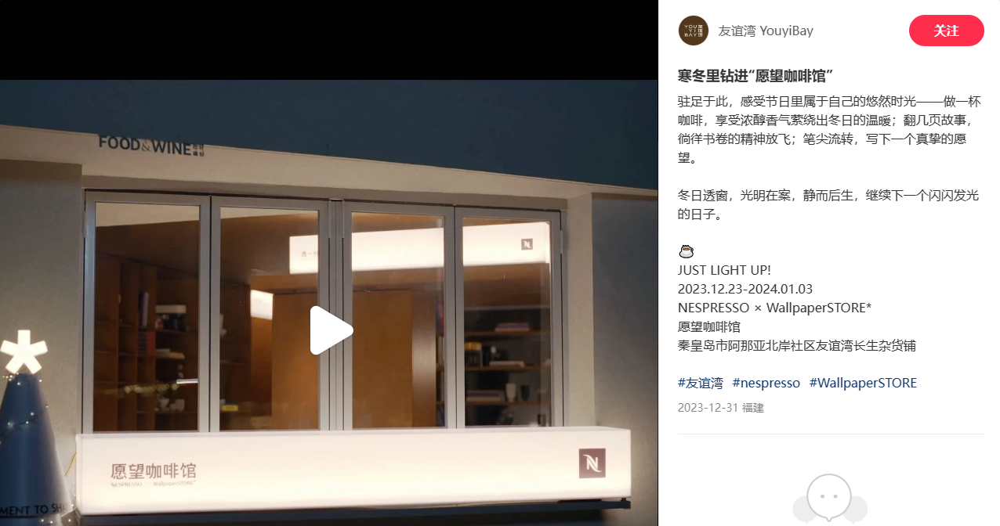 友谊湾 YouyiBay
关注
寒冬里钻进“愿望咖啡馆”
驻足于此，感受节日里属于自己的悠然时光——做一杯
咖啡，享受浓醇香气萦绕出冬日的温暖；翻几页故事，
徜徉书卷的精神放飞；笔尖流转，写下一个真挚的愿
望。
冬日透窗，光明在案，静而后生，继续下一个闪闪发光
的日子。
JUST LIGHT UP!
2023.12.23-2024.01.03
NESPRESSO × WallpaperSTORE*
愿望咖啡馆
秦皇岛市阿那亚北岸社区友谊湾长生杂货铺
#友谊湾 #nespresso #WallpaperSTORE
2023-12-31 福建
YOU
YI
BAY
友谊湾
FOOD&WINE
N
愿望咖啡馆
NESPRESSO × WallpaperSTORE*
N
MENT TO